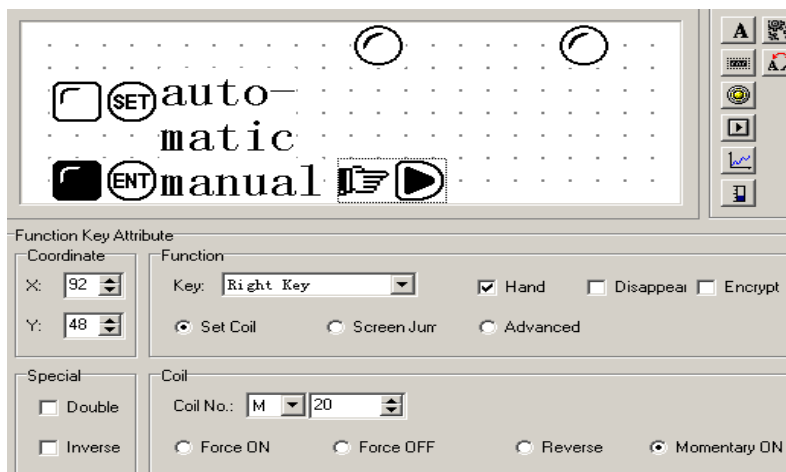 A
SET auto-
matic
ENT manual
Function Key Attribute
Coordinate
Function
X: 92
Key: Right Key
Hand
Disappear
Encrypt
Y: 48
Set Coil
Screen Jum
Advanced
Special
Coil
Double
Coil No.: M 20
Inverse
Force ON
Force OFF
Reverse
Momentary ON